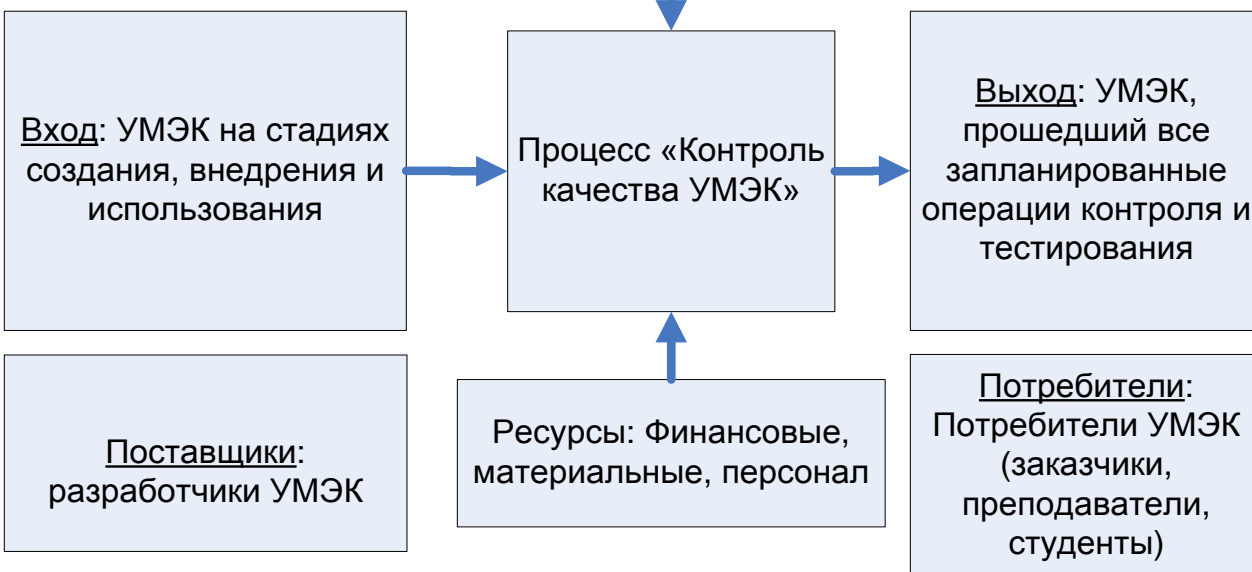 Вход: УМЭК на стадиях
создания, внедрения и
использования
Процесс «Контроль
качества УМЭК»
Выход: УМЭК,
прошедший все
запланированные
операции контроля и
тестирования
Поставщики:
разработчики УМЭК
Ресурсы: Финансовые,
материальные, персонал
Потребители:
Потребители УМЭК
(заказчики,
преподаватели,
студенты)